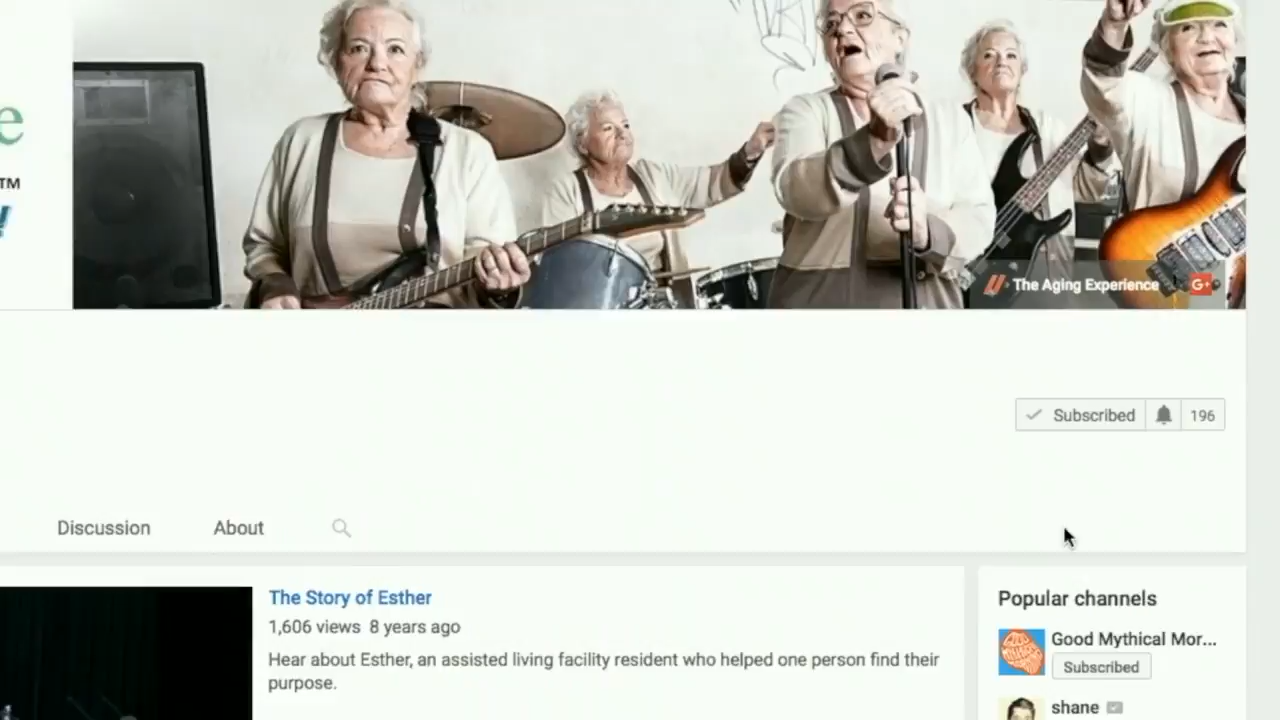 e
TM
!
The Aging Experience
G+
Subscribed 196
Discussion About
The Story of Esther
1,606 views 8 years ago
Hear about Esther, an assisted living facility resident who helped one person find their
purpose.
Popular channels
Good Mythical Mor...
Subscribed
shane